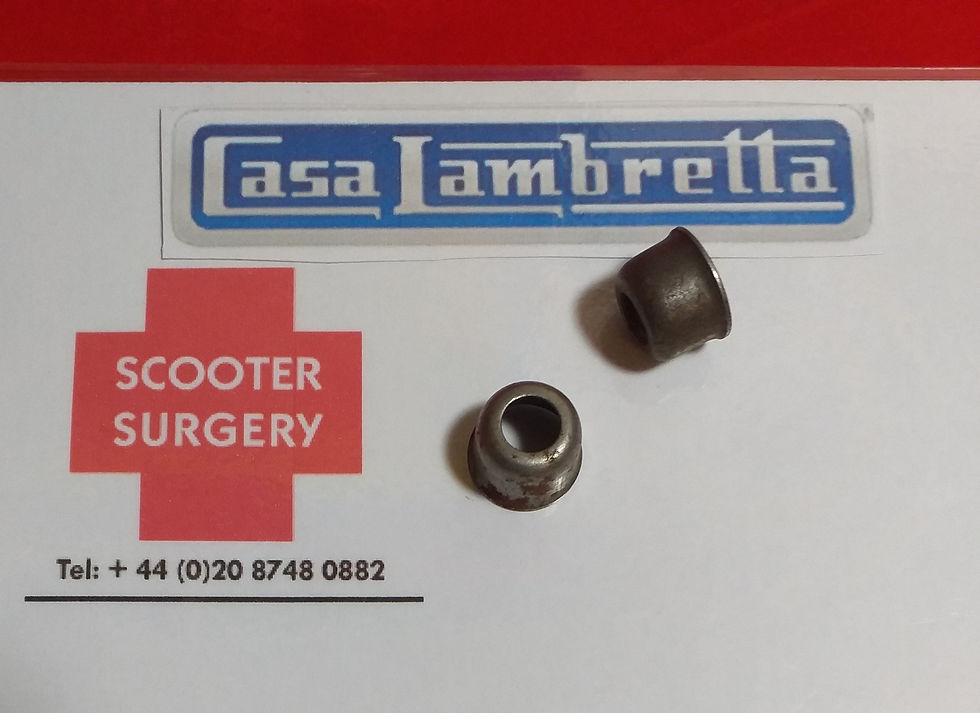 Casa Lambretta
SCOOTER
SURGERY
Tel: + 44 (0)20 8748 0882